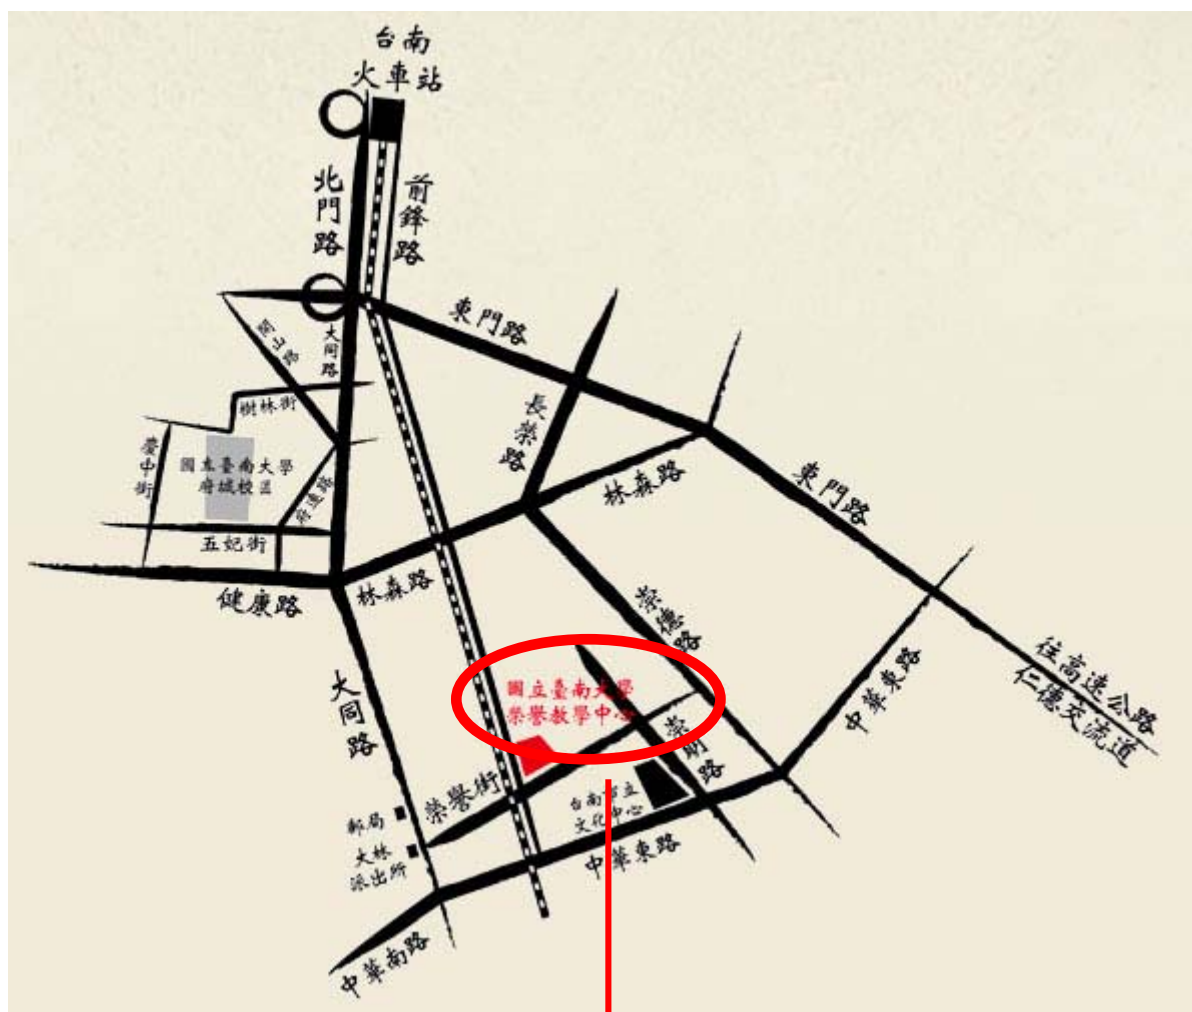 台南
火車站
北門路
前鋒路
東門路
開山路
大同路
樹林街
長榮路
慶中街
國立臺南大學
府城校區
府連路
林森路
東門路
五妃街
健康路
林森路
崇德路
往高速公路
仁德交流道
中華東路
大同路
國立臺南大學
榮譽教學中心
崇明路
榮譽街
台南市立
文化中心
郵局
大林
派出所
中華東路
中華南路